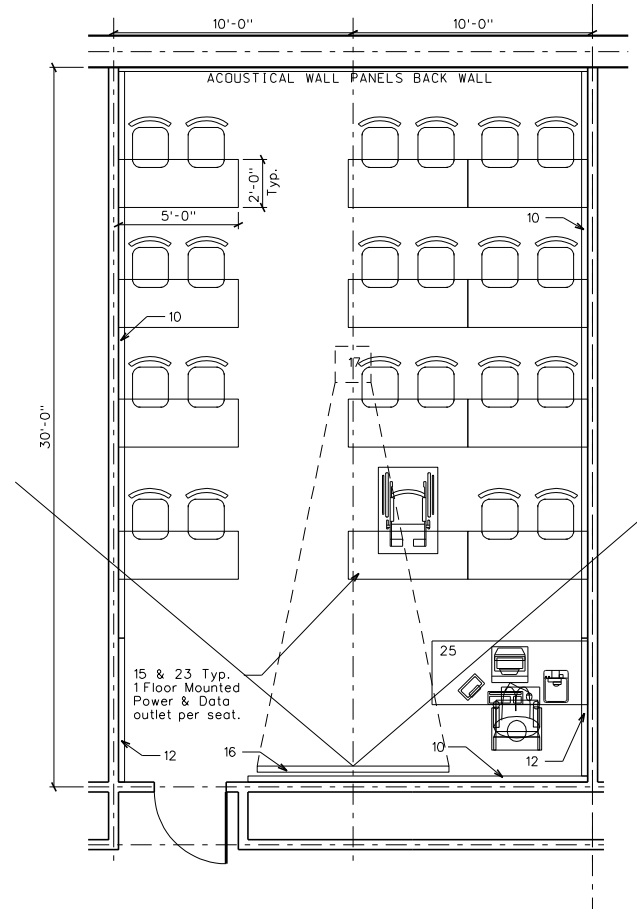 10'-0" 10'-0"
ACOUSTICAL WALL PANELS BACK WALL
2'-0"
Typ.
5'-0"
10
10
17
30'-0"
25
15 & 23 Typ.
1 Floor Mounted
Power & Data
outlet per seat.
16
10
12
12